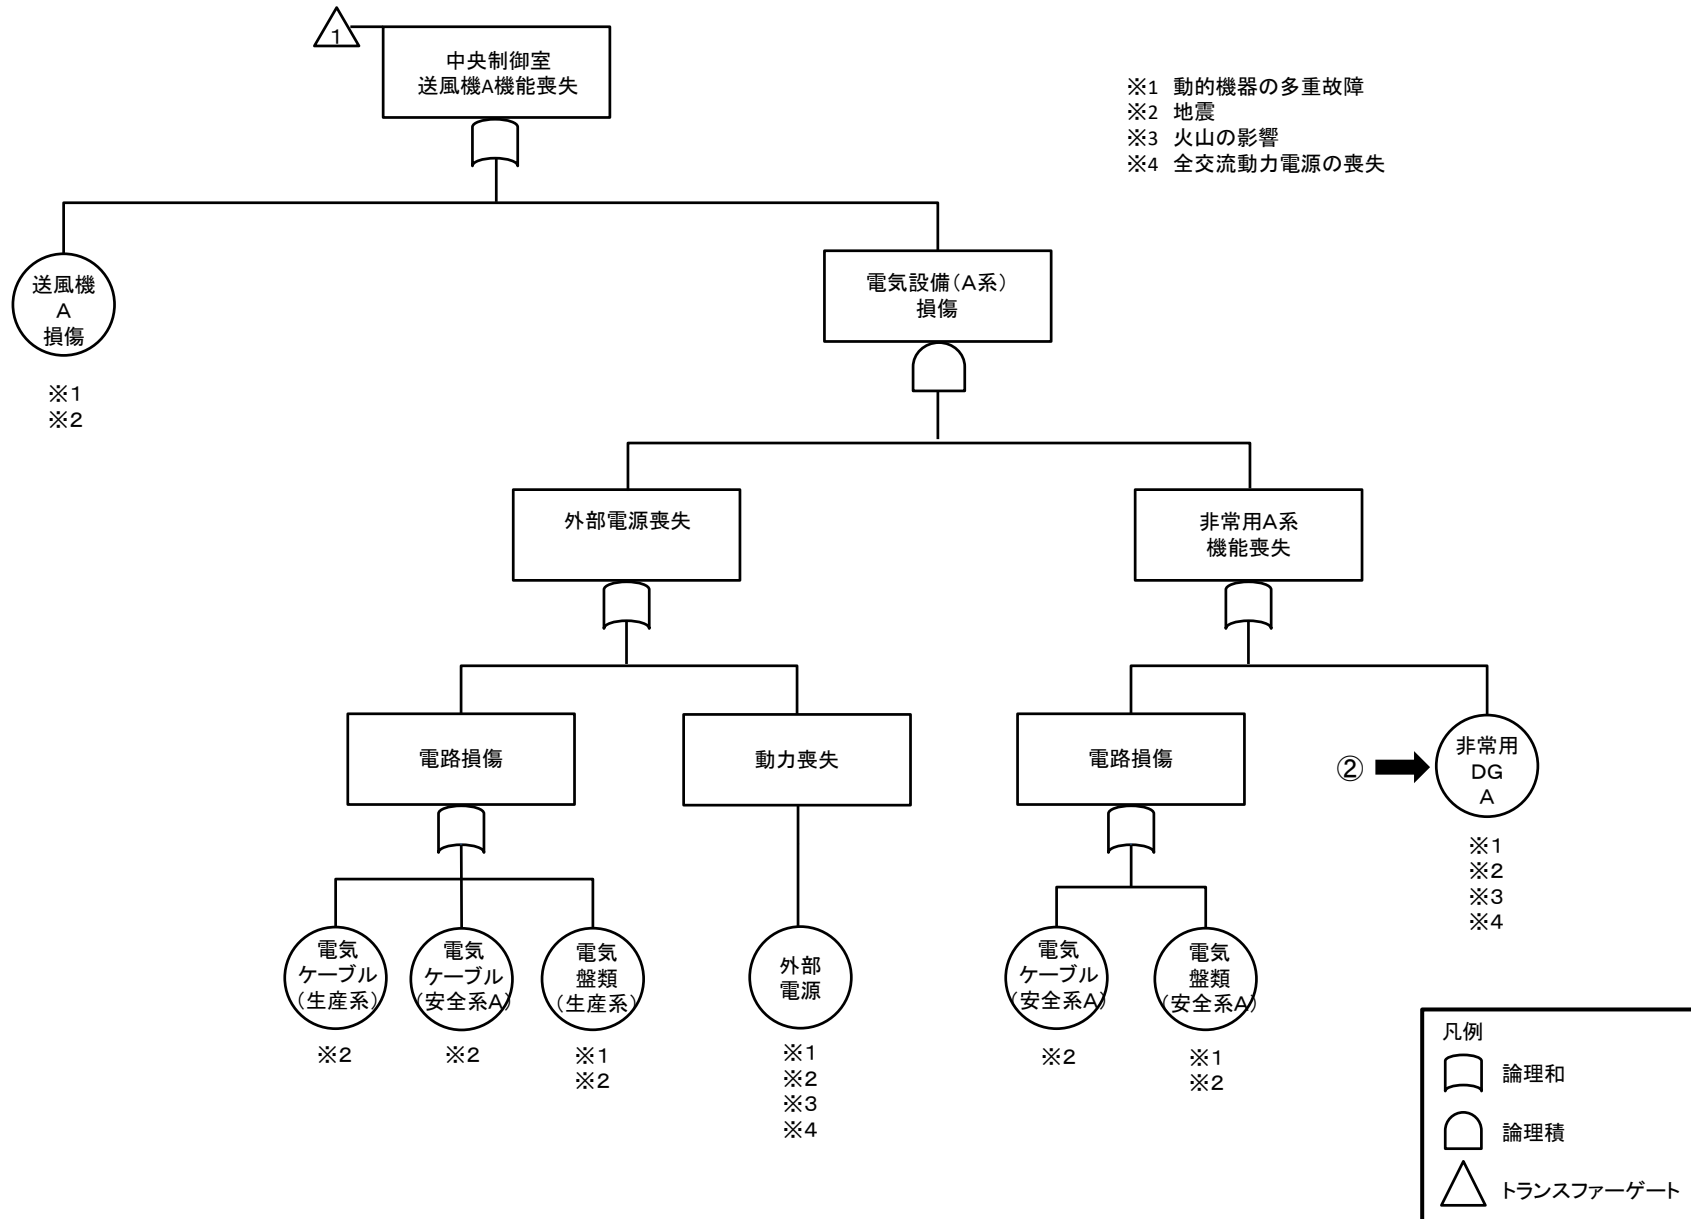 1
中央制御室
送風機A機能喪失
※1 動的機器の多重故障
※2 地震
※3 火山の影響
※4 全交流動力電源の喪失
送風機
A
損傷
※1
※2
電気設備(A系)
損傷
外部電源喪失
非常用A系
機能喪失
電路損傷
動力喪失
電路損傷
②
非常用
DG
A
※1
※2
※3
※4
電気
ケーブル
(生産系)
※2
電気
ケーブル
(安全系A)
※2
電気
盤類
(生産系)
※1
※2
外部
電源
※1
※2
※3
※4
電気
ケーブル
(安全系A)
※2
電気
盤類
(安全系A)
※1
※2
凡例
論理和
論理積
トランスファーゲート